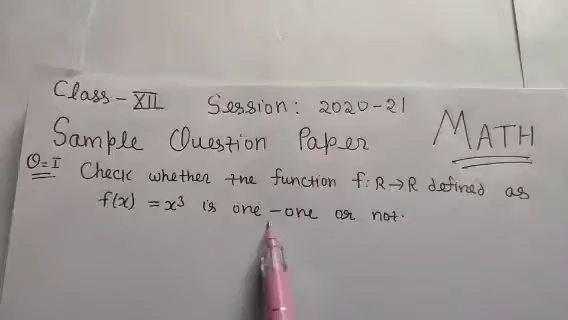 Class-XII Session: 2020-21
Sample Question Paper MATH
Q=I Check whether the function f: R→R defined as
f(x) = x³ is one-one or not.